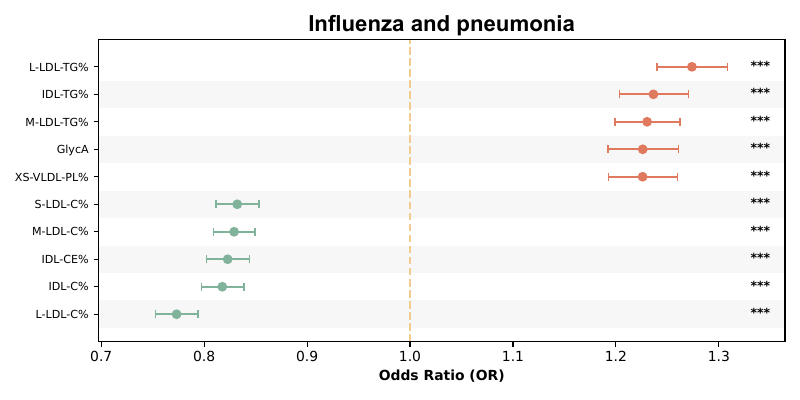 Influenza and pneumonia
L-LDL-TG% ***
IDL-TG% ***
M-LDL-TG% ***
GlycA ***
XS-VLDL-PL% ***
S-LDL-C% ***
M-LDL-C% ***
IDL-CE% ***
IDL-C% ***
L-LDL-C% ***
0.7 0.8 0.9 1.0 1.1 1.2 1.3
Odds Ratio (OR)